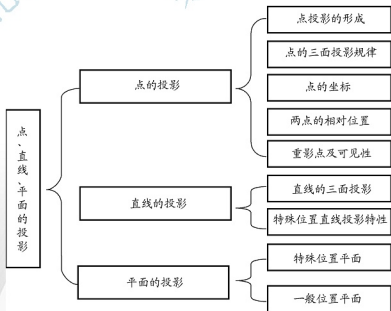 点、直线、平面的投影
点的投影
点投影的形成
点的三面投影规律
点的坐标
两点的相对位置
重影点及可见性
直线的投影
直线的三面投影
特殊位置直线投影特性
平面的投影
特殊位置平面
一般位置平面